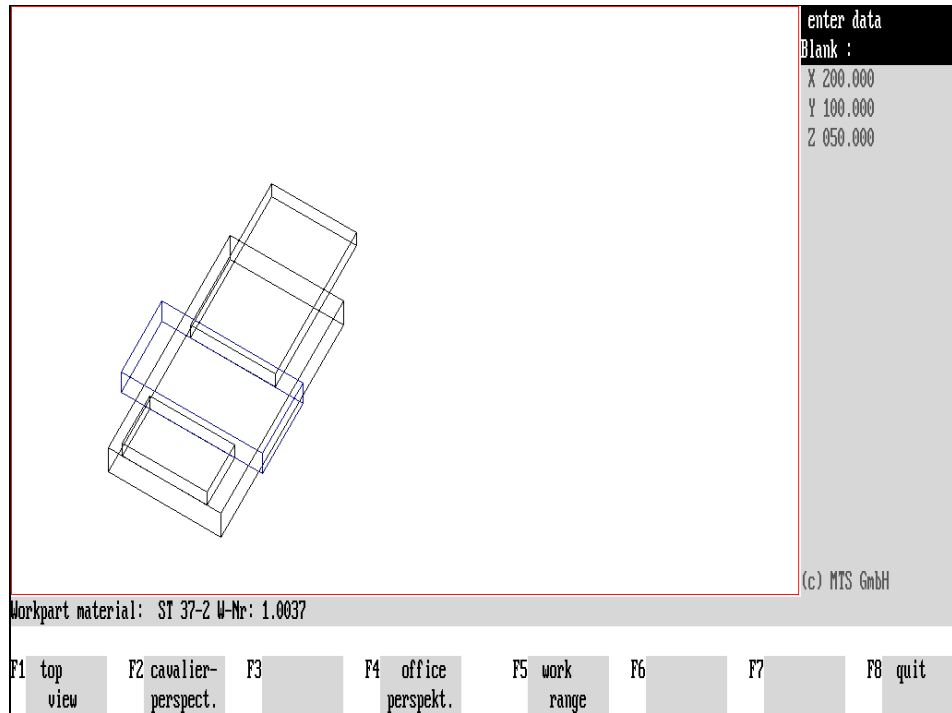 enter data
Blank :
X 200.000
Y 100.000
Z 050.000
(c) MTS GmbH
Workpart material: ST 37-2 W-Nr: 1.0037
F1 top view
F2 cavalier-perspect.
F3
F4 office perspekt.
F5 work range
F6
F7
F8 quit